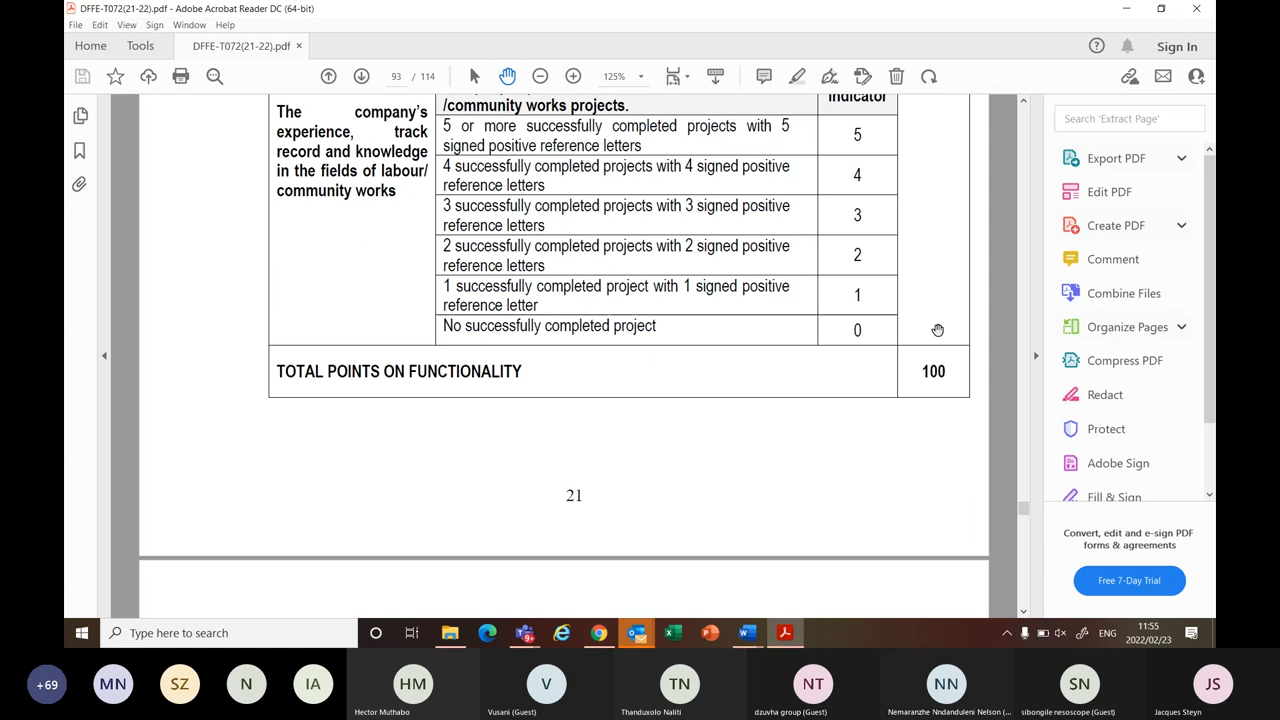 DFFE-T072(21-22).pdf - Adobe Acrobat Reader DC (64-bit)
File Edit View Sign Window Help
Home Tools DFFE-T072(21-22).pdf × Sign In
93 / 114 125%
/community works projects.
indicator
The company's
experience, track
record and knowledge
in the fields of labour/
community works
5 or more successfully completed projects with 5
signed positive reference letters
5
4 successfully completed projects with 4 signed positive
reference letters
4
3 successfully completed projects with 3 signed positive
reference letters
3
2 successfully completed projects with 2 signed positive
reference letters
2
1 successfully completed project with 1 signed positive
reference letter
1
No successfully completed project
0
TOTAL POINTS ON FUNCTIONALITY 100
21
Search 'Extract Page'
Export PDF
Edit PDF
Create PDF
Comment
Combine Files
Organize Pages
Compress PDF
Redact
Protect
Adobe Sign
Fill & Sign
Convert, edit and e-sign PDF
forms & agreements
Free 7-Day Trial
Type here to search
ENG
11:55
2022/02/23
+69 MN SZ N IA HM V TN NT NN SN JS
Hector Muthabo Vusani (Guest) Thanduxolo Naliti dzuvha group (Guest) Nemaranzhe Nndanduleni Nelson (... sibongile nesoscope (Guest) Jacques Steyn